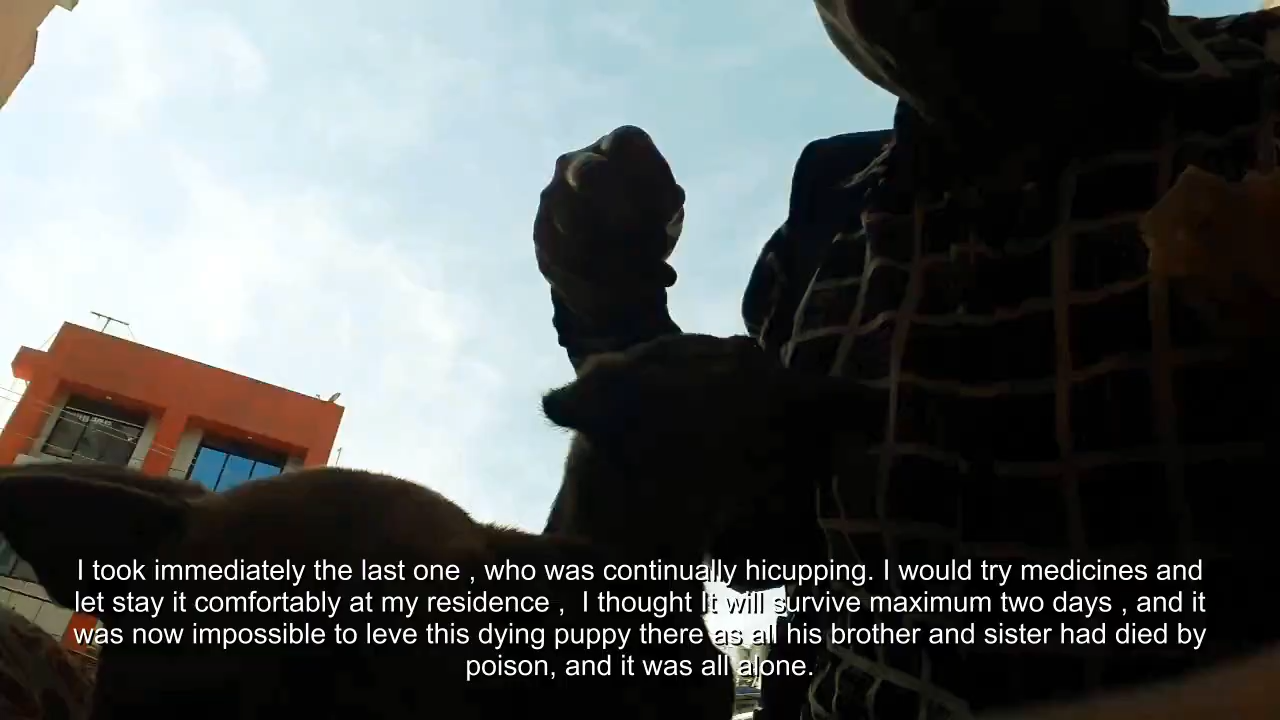 I took immediately the last one , who was continually hicupping. I would try medicines and
let stay it comfortably at my residence ,  I thought It will survive maximum two days , and it
was now impossible to leve this dying puppy there as all his brother and sister had died by
poison, and it was all alone.